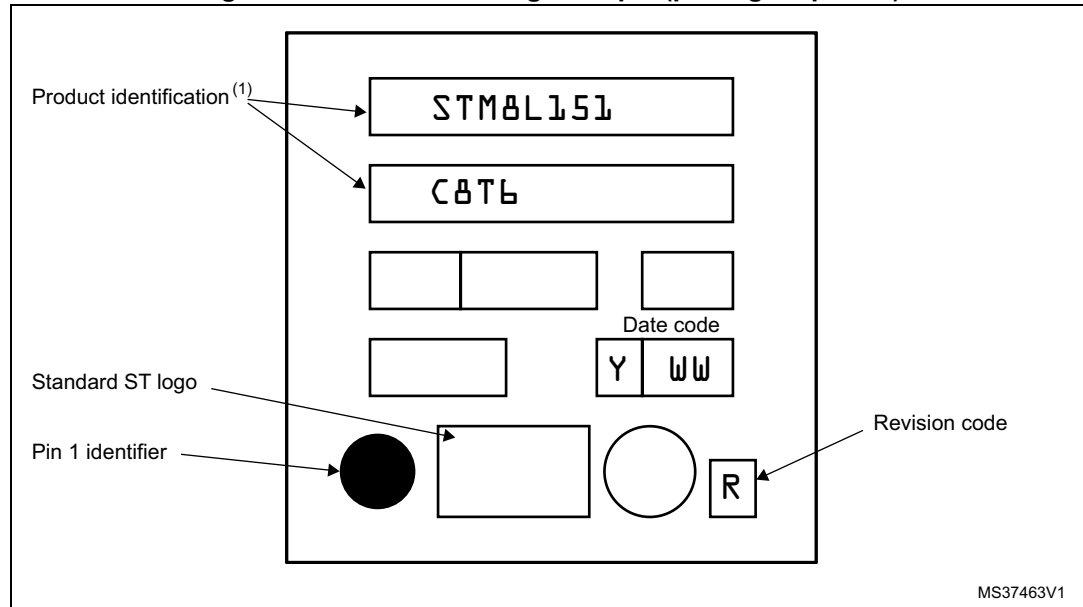 Product identification (1)
STM8L151
C8T6
Date code
Y WW
Standard ST logo
Pin 1 identifier
Revision code
R
MS37463V1